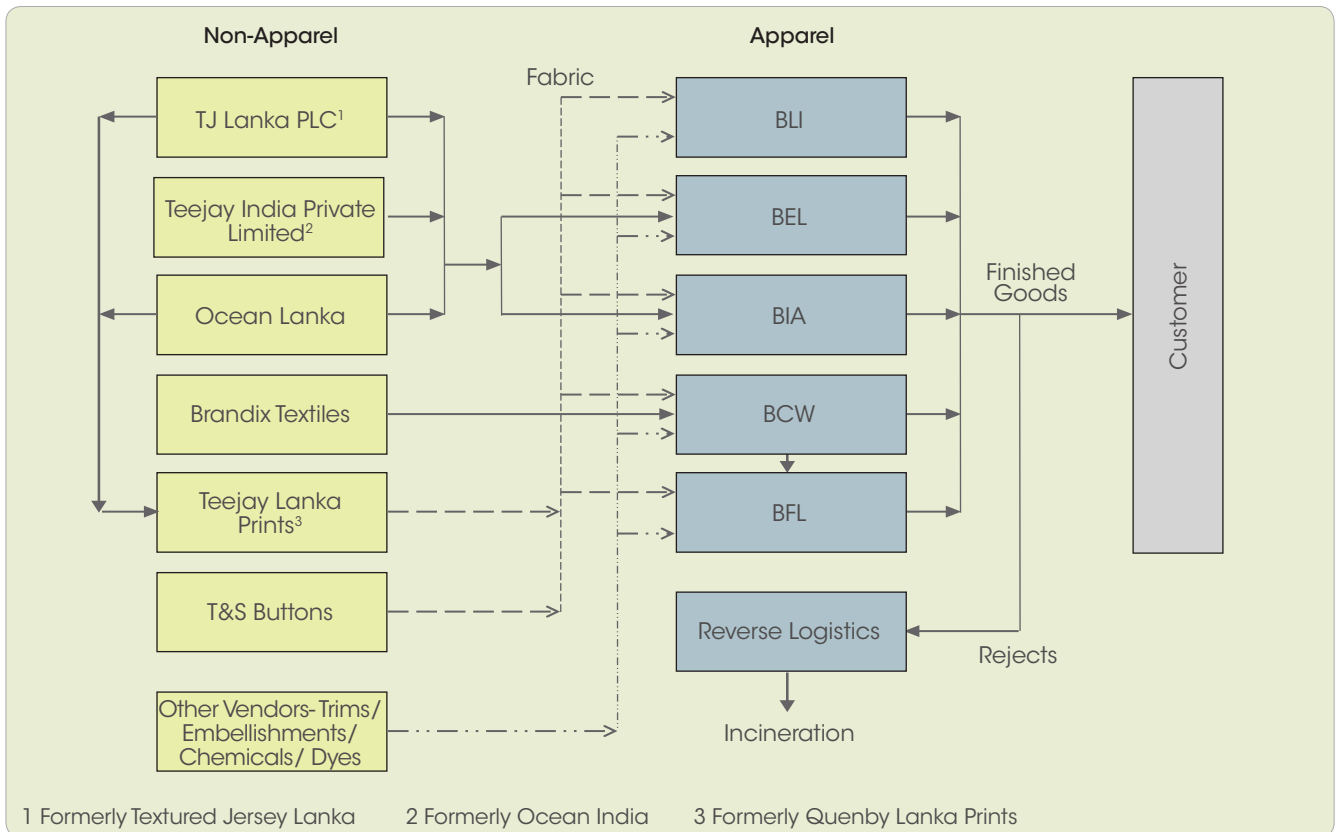 Non-Apparel
Apparel
Fabric
TJ Lanka PLC¹
BLI
Teejay India Private
Limited²
BEL
Ocean Lanka
BIA
Finished
Goods
Customer
Brandix Textiles
BCW
Teejay Lanka
Prints³
BFL
T&S Buttons
Reverse Logistics
Rejects
Other Vendors- Trims/
Embellishments/
Chemicals/ Dyes
Incineration
1 Formerly Textured Jersey Lanka 2 Formerly Ocean India 3 Formerly Quenby Lanka Prints